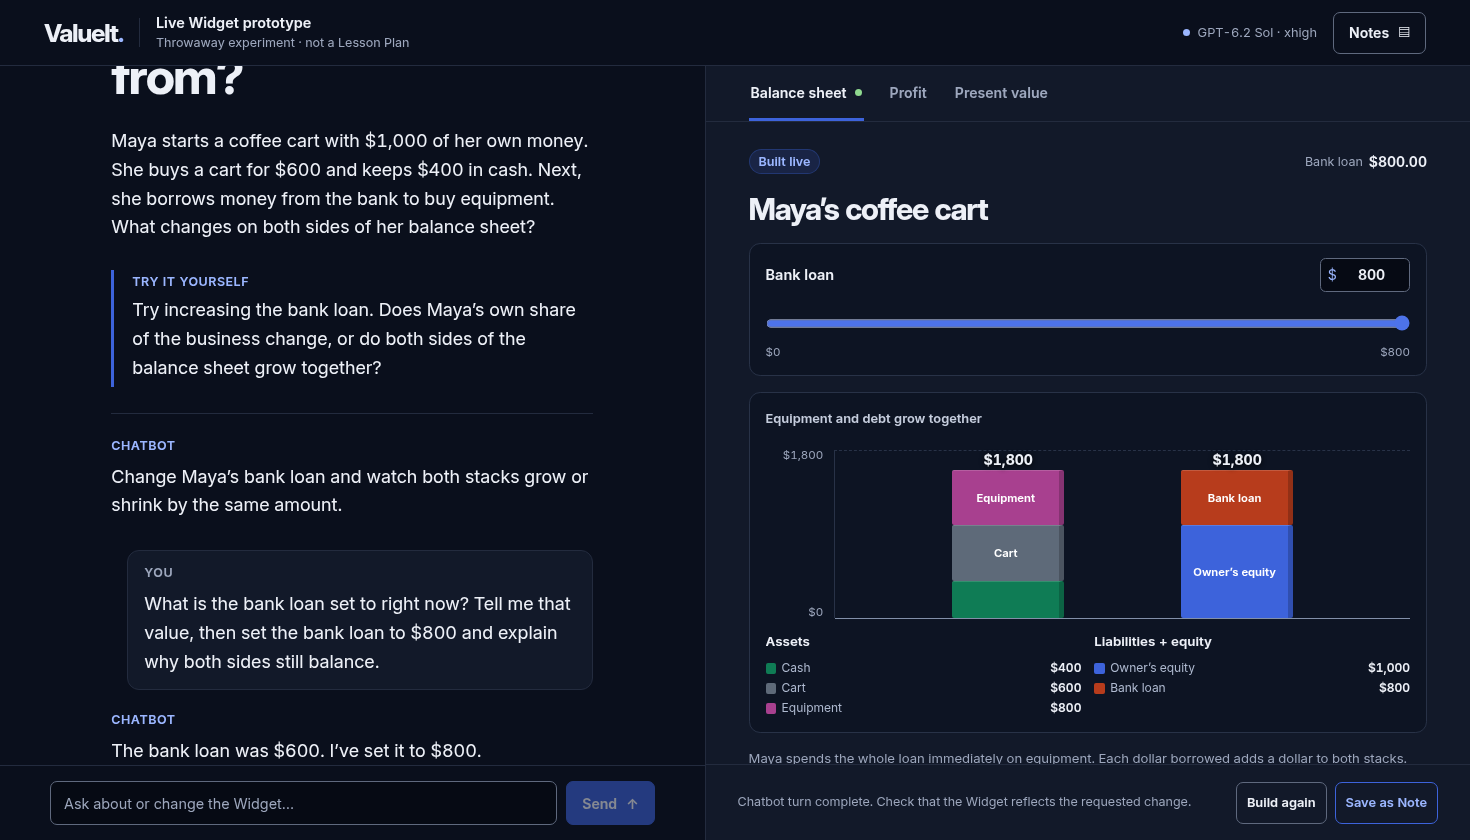 ValueIt.
Live Widget prototype
Throwaway experiment · not a Lesson Plan
GPT-6.2 Sol · xhigh
Notes
from?
Maya starts a coffee cart with $1,000 of her own money.
She buys a cart for $600 and keeps $400 in cash. Next,
she borrows money from the bank to buy equipment.
What changes on both sides of her balance sheet?
TRY IT YOURSELF
Try increasing the bank loan. Does Maya’s own share
of the business change, or do both sides of the
balance sheet grow together?
CHATBOT
Change Maya’s bank loan and watch both stacks grow or
shrink by the same amount.
YOU
What is the bank loan set to right now? Tell me that
value, then set the bank loan to $800 and explain
why both sides still balance.
CHATBOT
The bank loan was $600. I’ve set it to $800.
Ask about or change the Widget...
Send ↑
Balance sheet
Profit
Present value
Built live
Bank loan $800.00
Maya’s coffee cart
Bank loan
$ 800
$0
$800
Equipment and debt grow together
$1,800
$0
$1,800
Equipment
Cart
$1,800
Bank loan
Owner’s equity
Assets
Cash $400
Cart $600
Equipment $800
Liabilities + equity
Owner’s equity $1,000
Bank loan $800
Maya spends the whole loan immediately on equipment. Each dollar borrowed adds a dollar to both stacks.
Chatbot turn complete. Check that the Widget reflects the requested change.
Build again
Save as Note